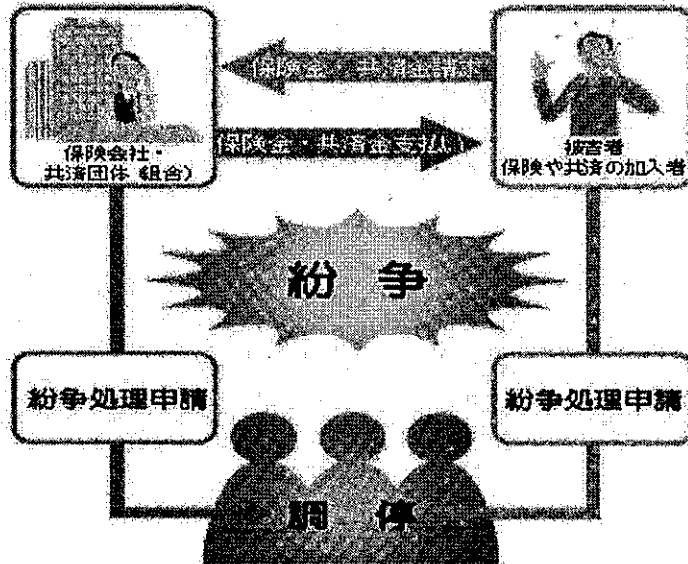 保険金・共済金請求
保険会社・
共済団体（組合）
保険金・共済金支払い
被害者
保険や共済の加入者
紛 争
紛争処理申請
紛争処理申請
調 停